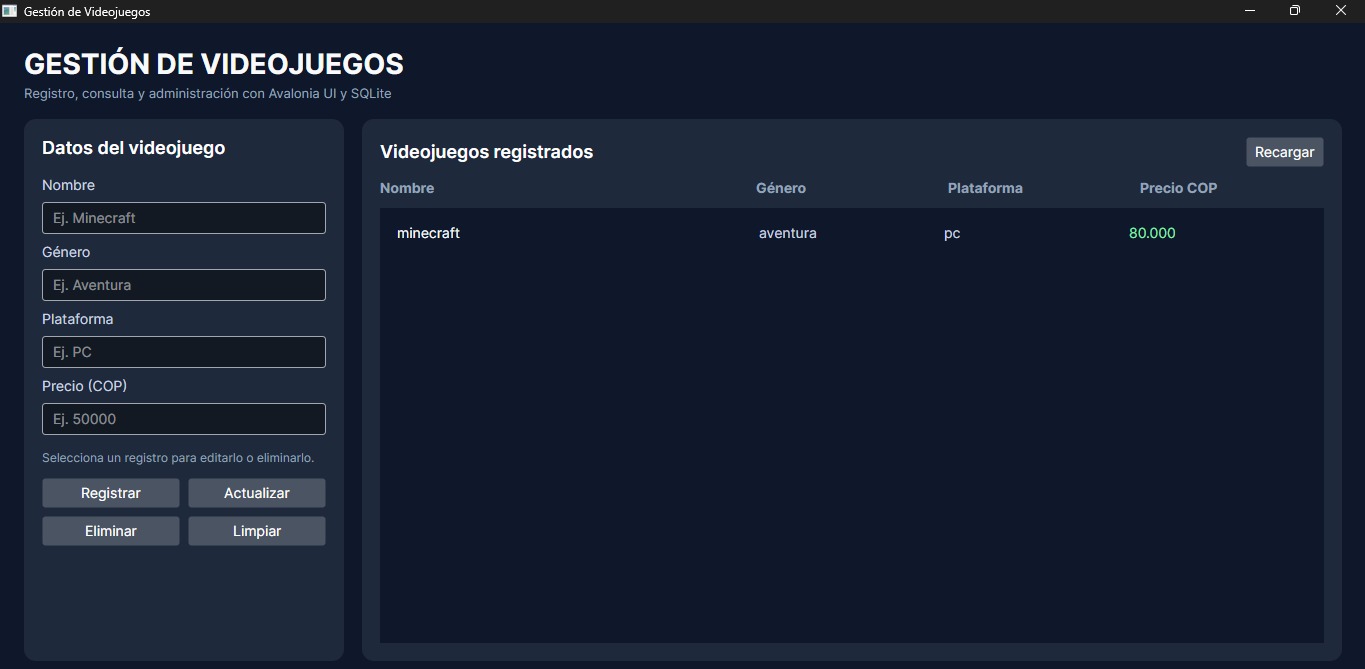 Gestión de Videojuegos
GESTIÓN DE VIDEOJUEGOS
Registro, consulta y administración con Avalonia UI y SQLite
Datos del videojuego
Nombre
Ej. Minecraft
Género
Ej. Aventura
Plataforma
Ej. PC
Precio (COP)
Ej. 50000
Selecciona un registro para editarlo o eliminarlo.
Registrar Actualizar
Eliminar Limpiar
Videojuegos registrados Recargar
Nombre Género Plataforma Precio COP
minecraft aventura pc 80.000